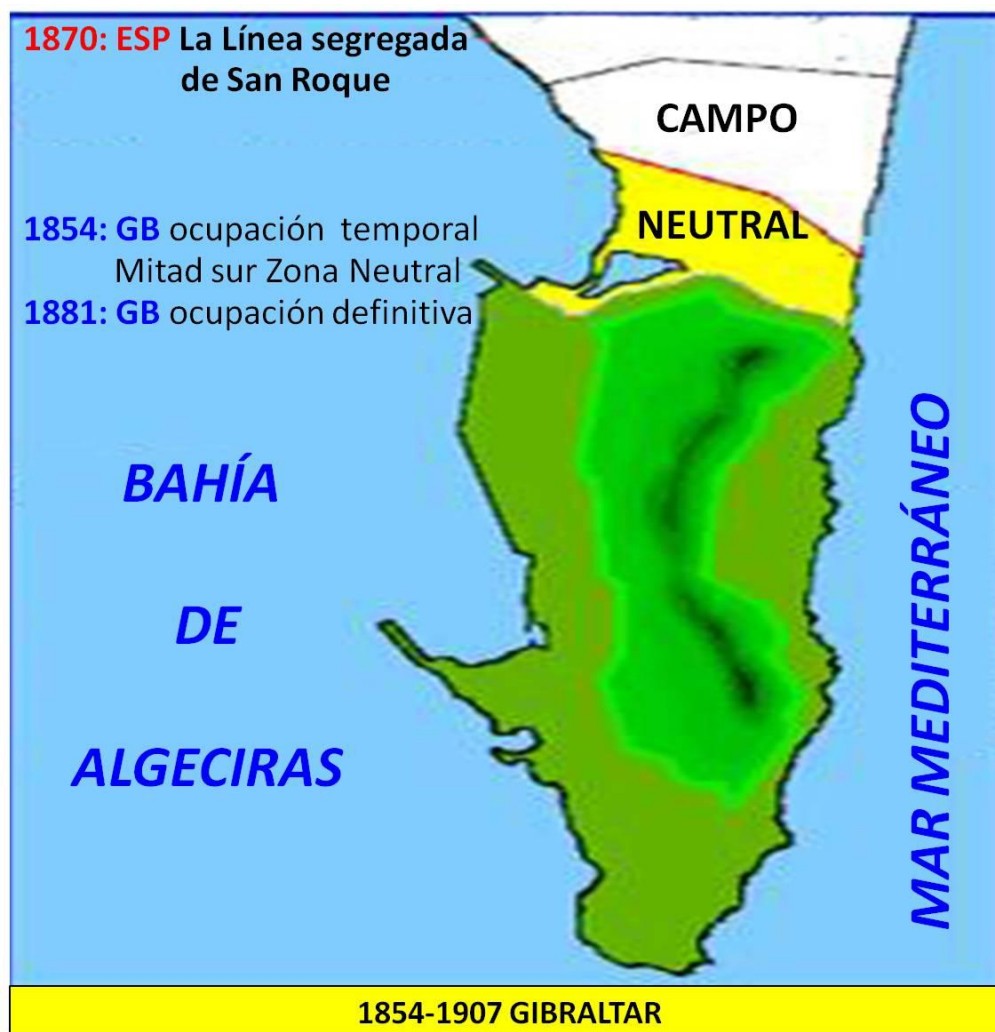 1870: ESP La Línea segregada
de San Roque
CAMPO
NEUTRAL
1854: GB ocupación temporal
Mitad sur Zona Neutral
1881: GB ocupación definitiva
BAHÍA
DE
ALGECIRAS
MAR MEDITERRÁNEO
1854-1907 GIBRALTAR